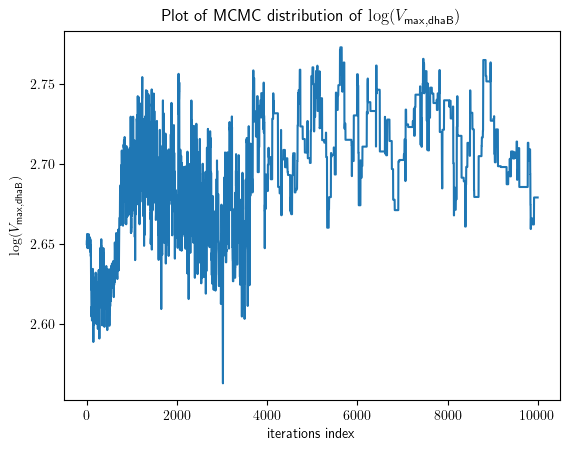 Plot of MCMC distribution of log(V_max,dhaB)
2.75
2.70
2.65
2.60
log(V_max,dhaB)
0 2000 4000 6000 8000 10000
iterations index